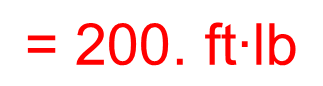 = 200. ft·lb